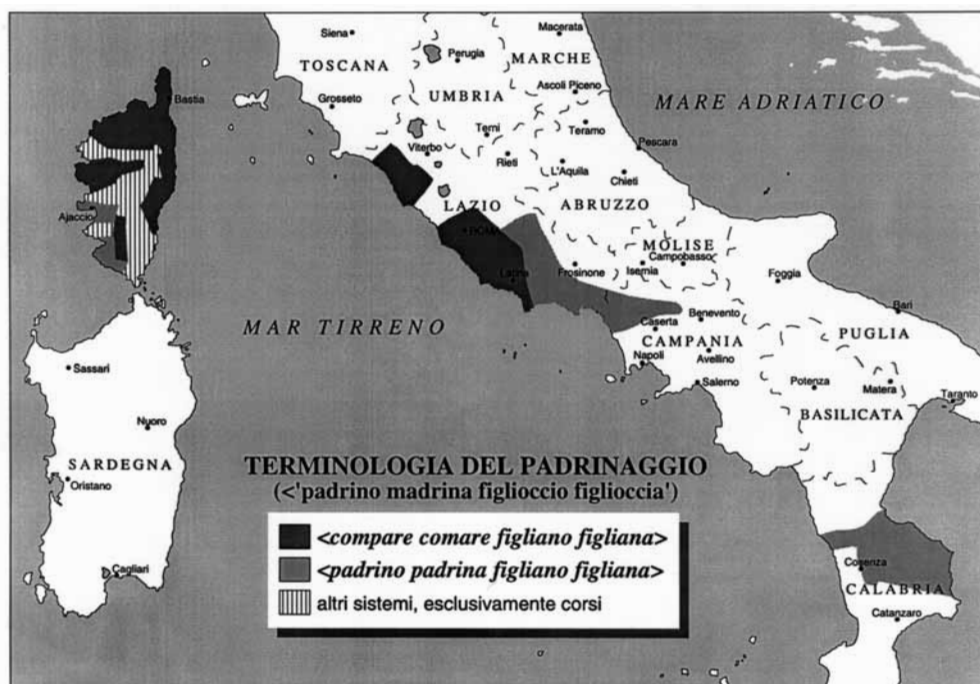 Siena
Macerata
Perugia
TOSCANA
MARCHE
Grosseto
UMBRIA
Ascoli Piceno
MARE ADRIATICO
Bastia
Terni
Teramo
Viterbo
Rieti
L'Aquila
Pescara
Chieti
Ajaccio
LAZIO
ABRUZZO
ROMA
MOLISE
Latina
Frosinone
Isernia
Campobasso
Foggia
MAR TIRRENO
Caserta
Benevento
Bari
CAMPANIA
PUGLIA
Napoli
Avellino
Sassari
Salerno
Potenza
Matera
Taranto
BASILICATA
Nuoro
SARDEGNA
Oristano
TERMINOLOGIA DEL PADRINAGGIO
(<'padrino madrina figlioccio figlioccia')
<compare comare figliano figliana>
<padrino padrina figliano figliana>
altri sistemi, esclusivamente corsi
Cagliari
Cosenza
CALABRIA
Catanzaro